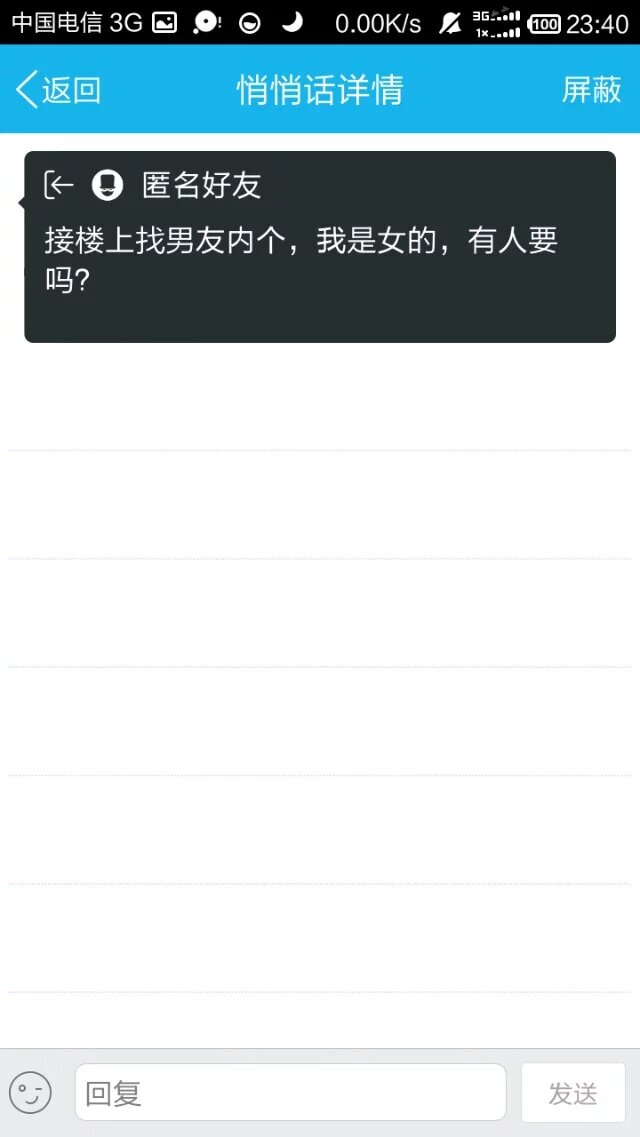 中国电信 3G 0.00K/s 3G 1x 100 23:40
返回 悄悄话详情 屏蔽
匿名好友
接楼上找男友内个，我是女的，有人要
吗？
回复 发送